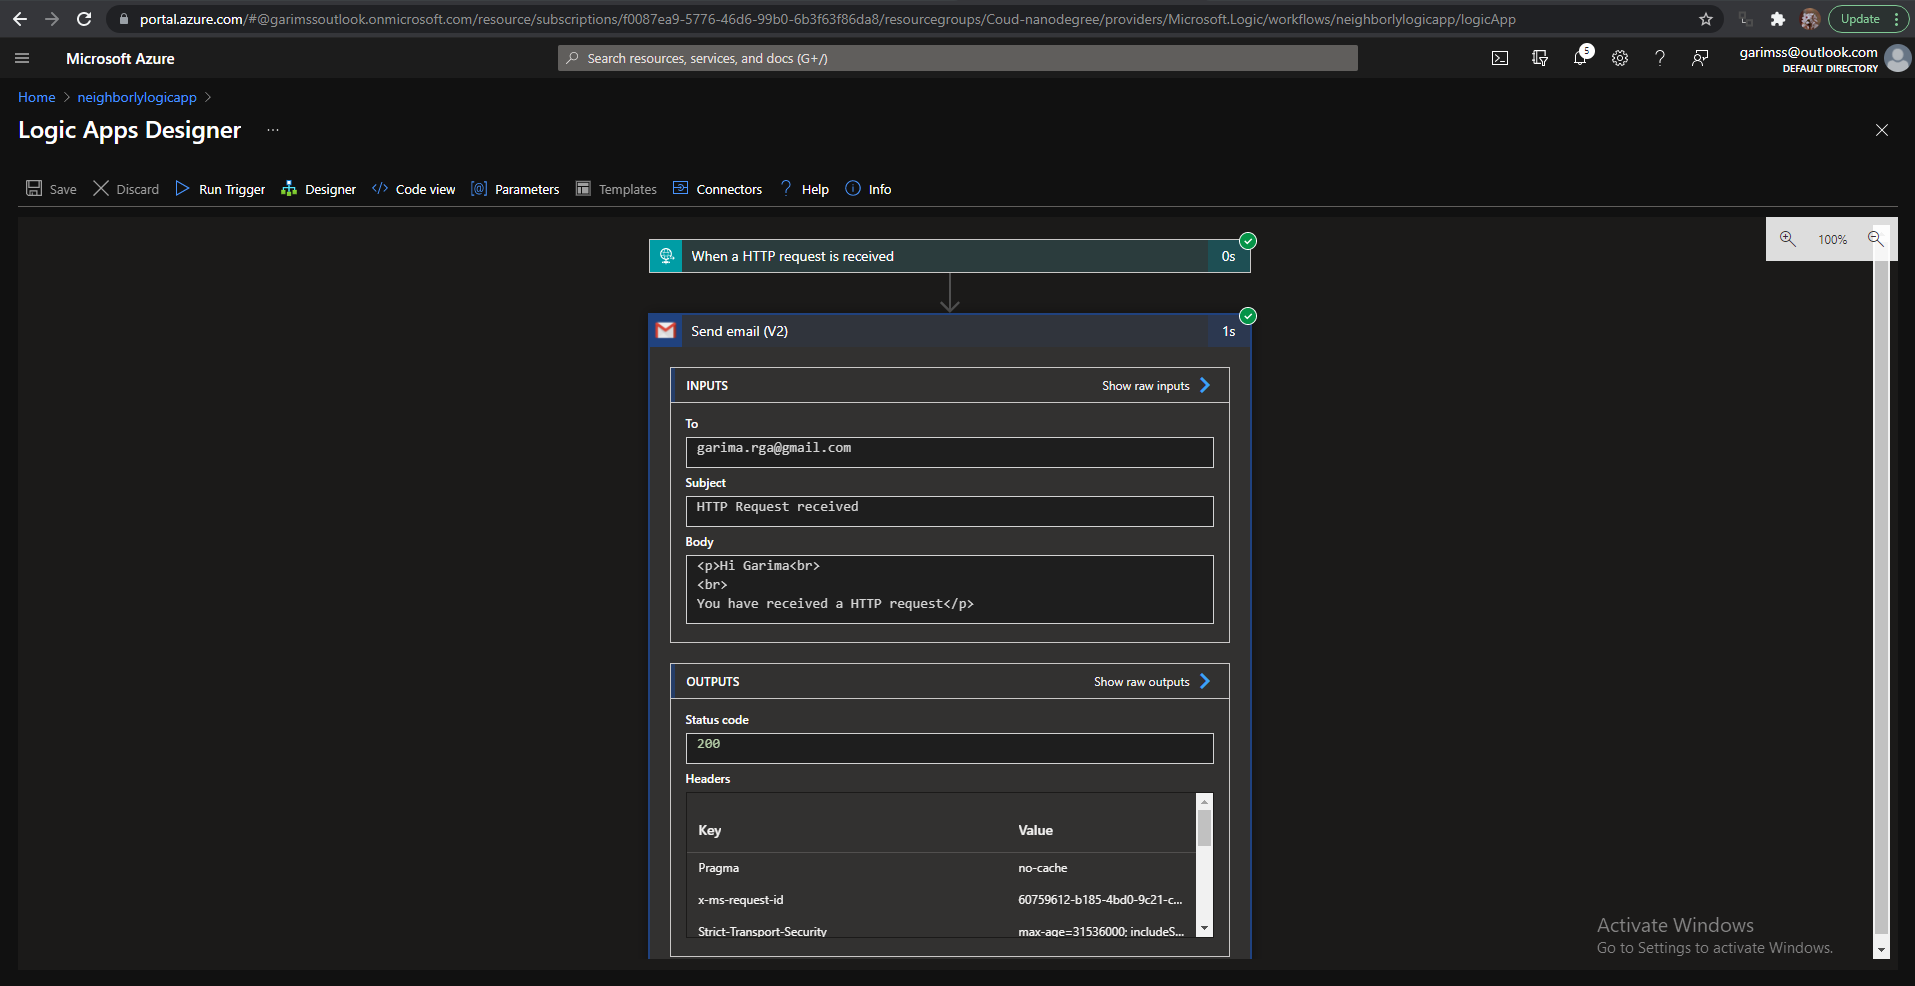 portal.azure.com/#@garimssoutlook.onmicrosoft.com/resource/subscriptions/f0087ea9-5776-46d6-99b0-6b3f63f86da8/resourcegroups/Coud-nanodegree/providers/Microsoft.Logic/workflows/neighborlylogicapp/logicApp
Update
Microsoft Azure
Search resources, services, and docs (G+/)
5
garimss@outlook.com
DEFAULT DIRECTORY
Home > neighborlylogicapp >
Logic Apps Designer ...
Save Discard Run Trigger Designer Code view Parameters Templates Connectors Help Info
100%
When a HTTP request is received 0s
Send email (V2) 1s
INPUTS Show raw inputs
To
garima.rga@gmail.com
Subject
HTTP Request received
Body
<p>Hi Garima<br>
<br>
You have received a HTTP request</p>
OUTPUTS Show raw outputs
Status code
200
Headers
Key Value
Pragma no-cache
x-ms-request-id 60759612-b185-4bd0-9c21-c...
Strict-Transport-Security max-age=31536000; includeS...
Activate Windows
Go to Settings to activate Windows.